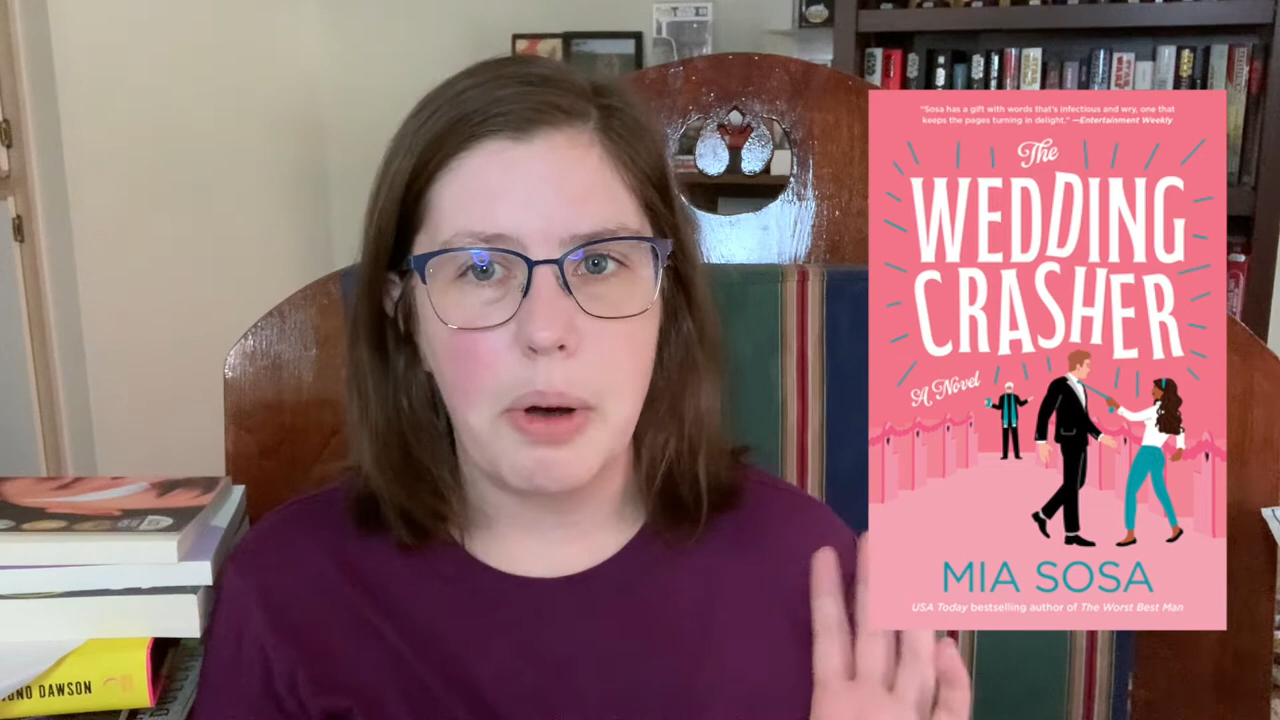 "Sosa has a gift with words that's infectious and wry, one that
keeps the pages turning in delight." —Entertainment Weekly
The
WEDDING
CRASHER
A Novel
MIA SOSA
USA Today bestselling author of The Worst Best Man
DAWSON